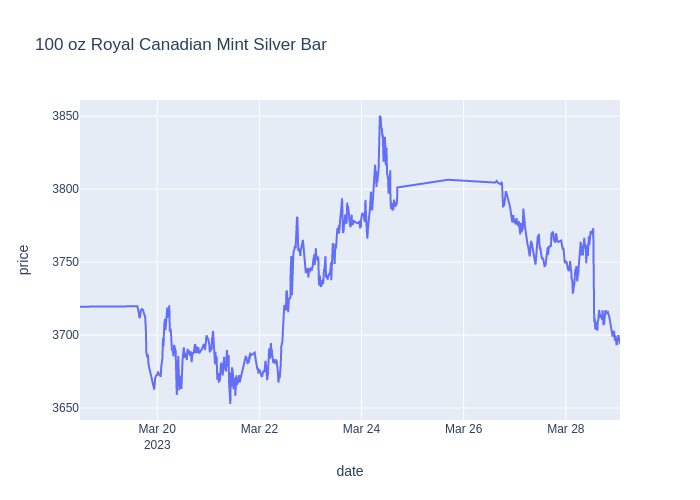 100 oz Royal Canadian Mint Silver Bar
3850
3800
3750
3700
3650
price
Mar 20
2023
Mar 22
Mar 24
Mar 26
Mar 28
date